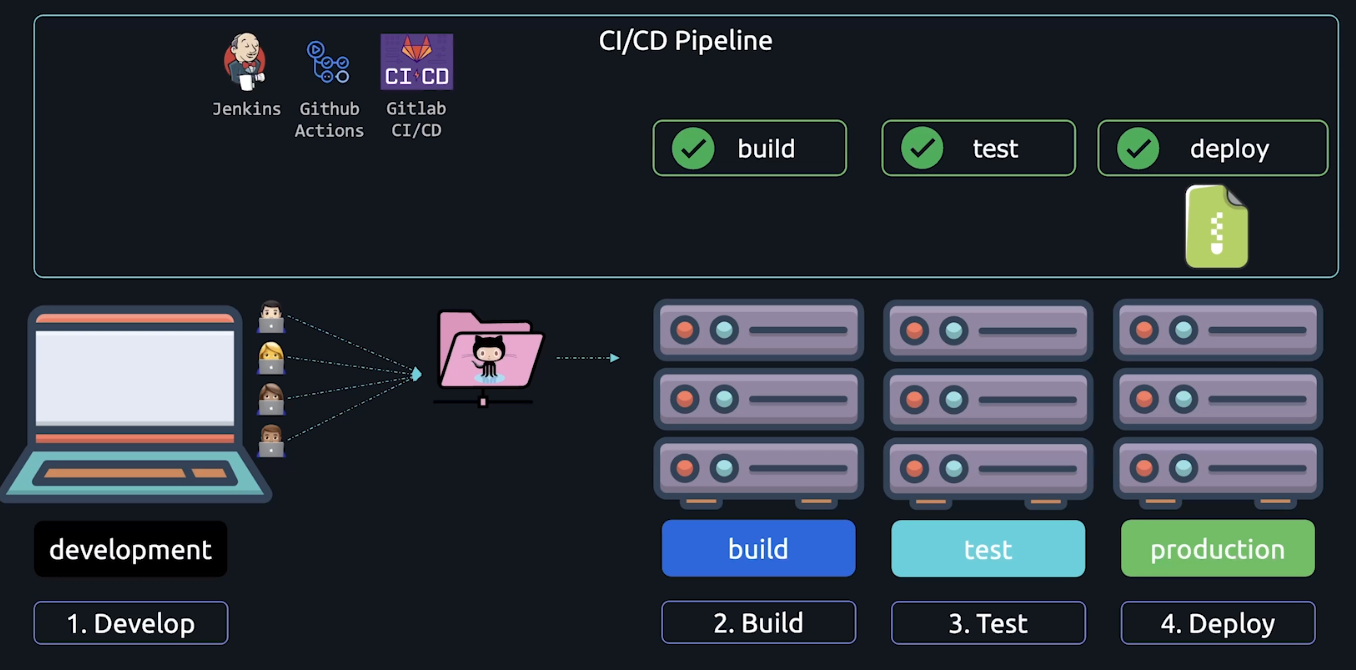 CI/CD Pipeline
CI CD
Jenkins
Github
Actions
Gitlab
CI/CD
build
test
deploy
development
build
test
production
1. Develop
2. Build
3. Test
4. Deploy